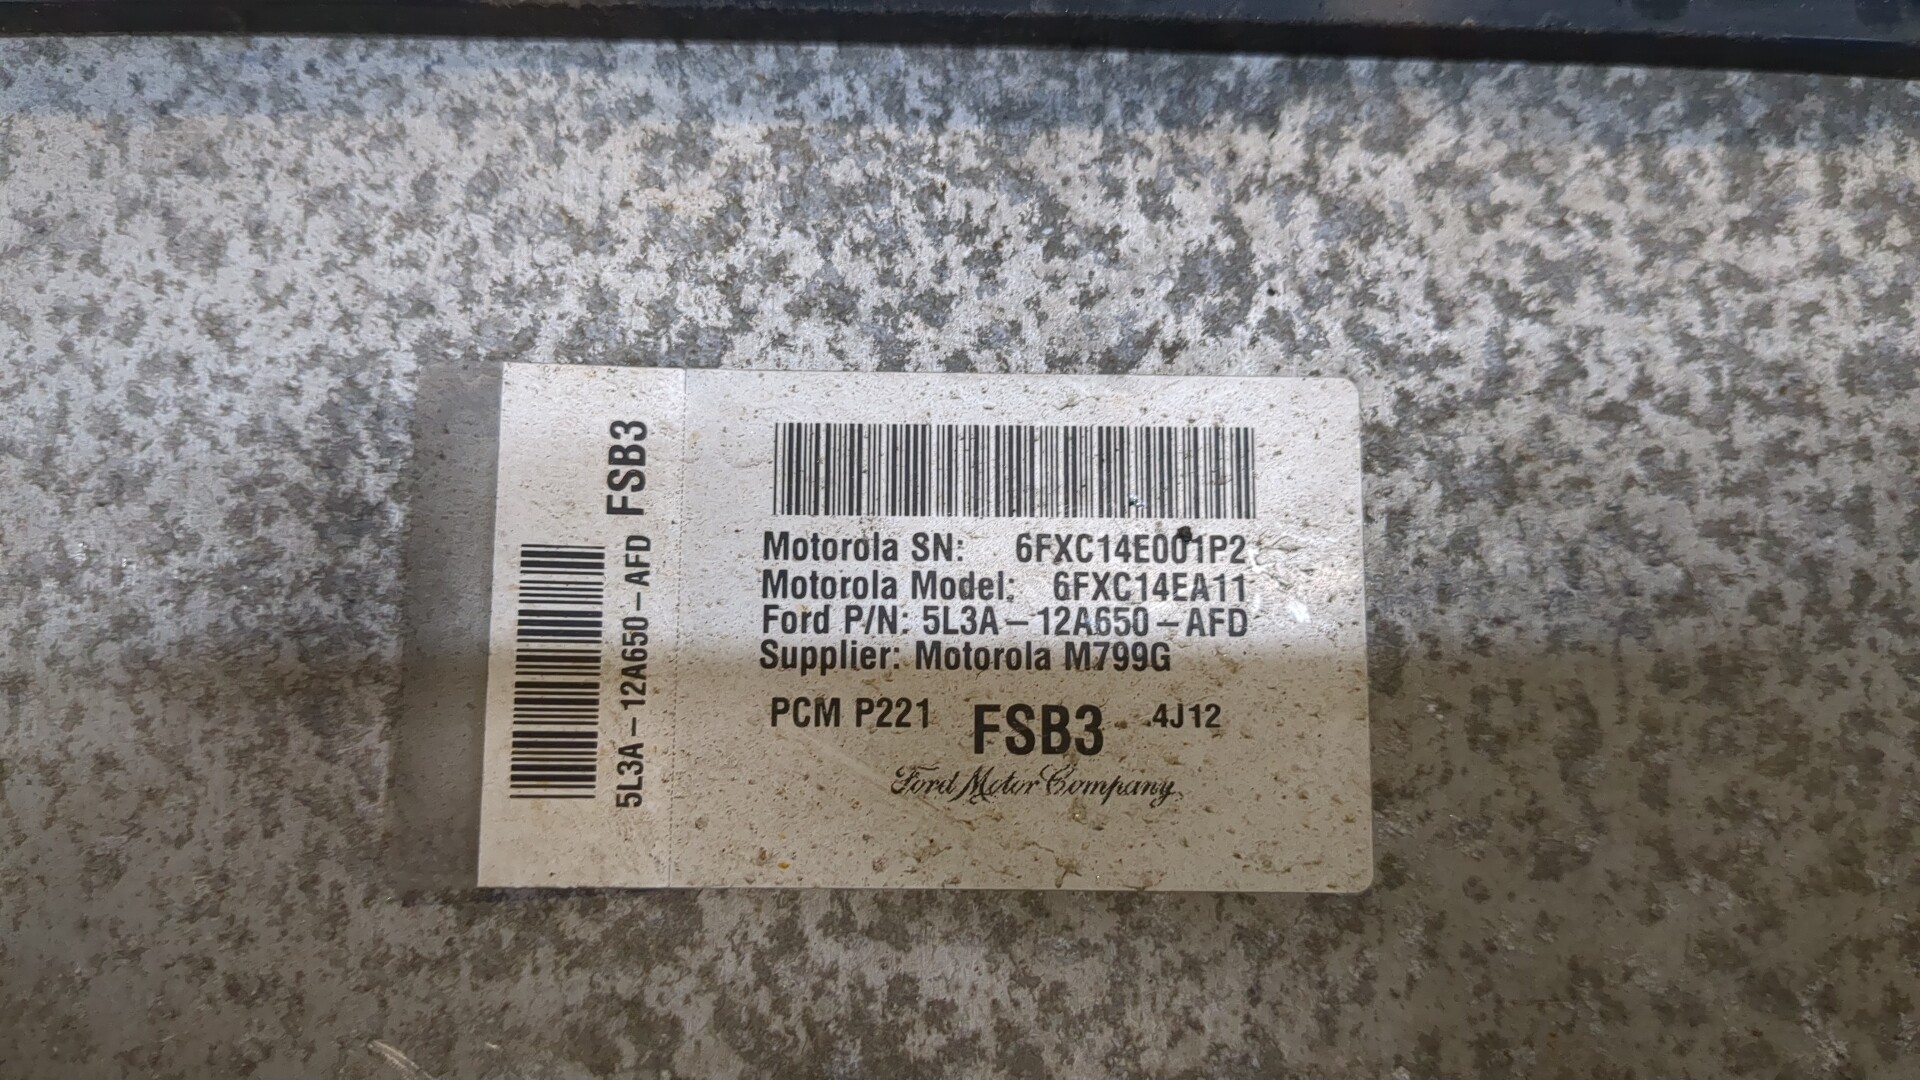 5L3A-12A650-AFD FSB3
Motorola SN: 6FXC14E001P2
Motorola Model: 6FXC14EA11
Ford P/N: 5L3A-12A650-AFD
Supplier: Motorola M799G
PCM P221 FSB3 4J12
Ford Motor Company